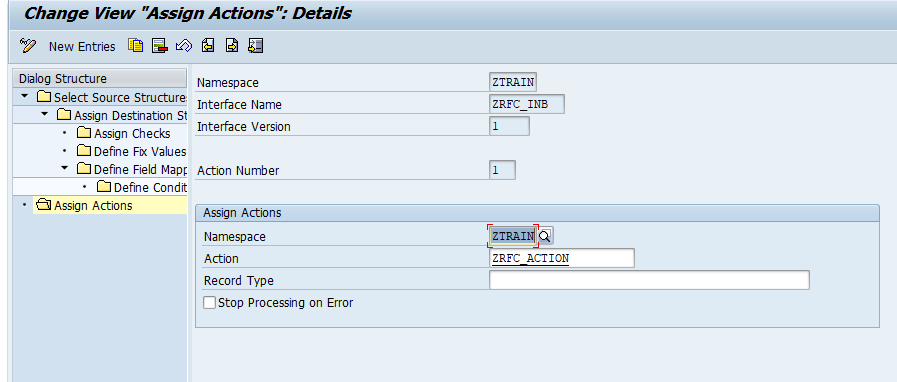 Change View "Assign Actions": Details
New Entries
Dialog Structure
Select Source Structure
Assign Destination St
Assign Checks
Define Fix Values
Define Field Mapp
Define Condit
Assign Actions
Namespace ZTRAIN
Interface Name ZRFC_INB
Interface Version 1
Action Number 1
Assign Actions
Namespace ZTRAIN
Action ZRFC_ACTION
Record Type
Stop Processing on Error